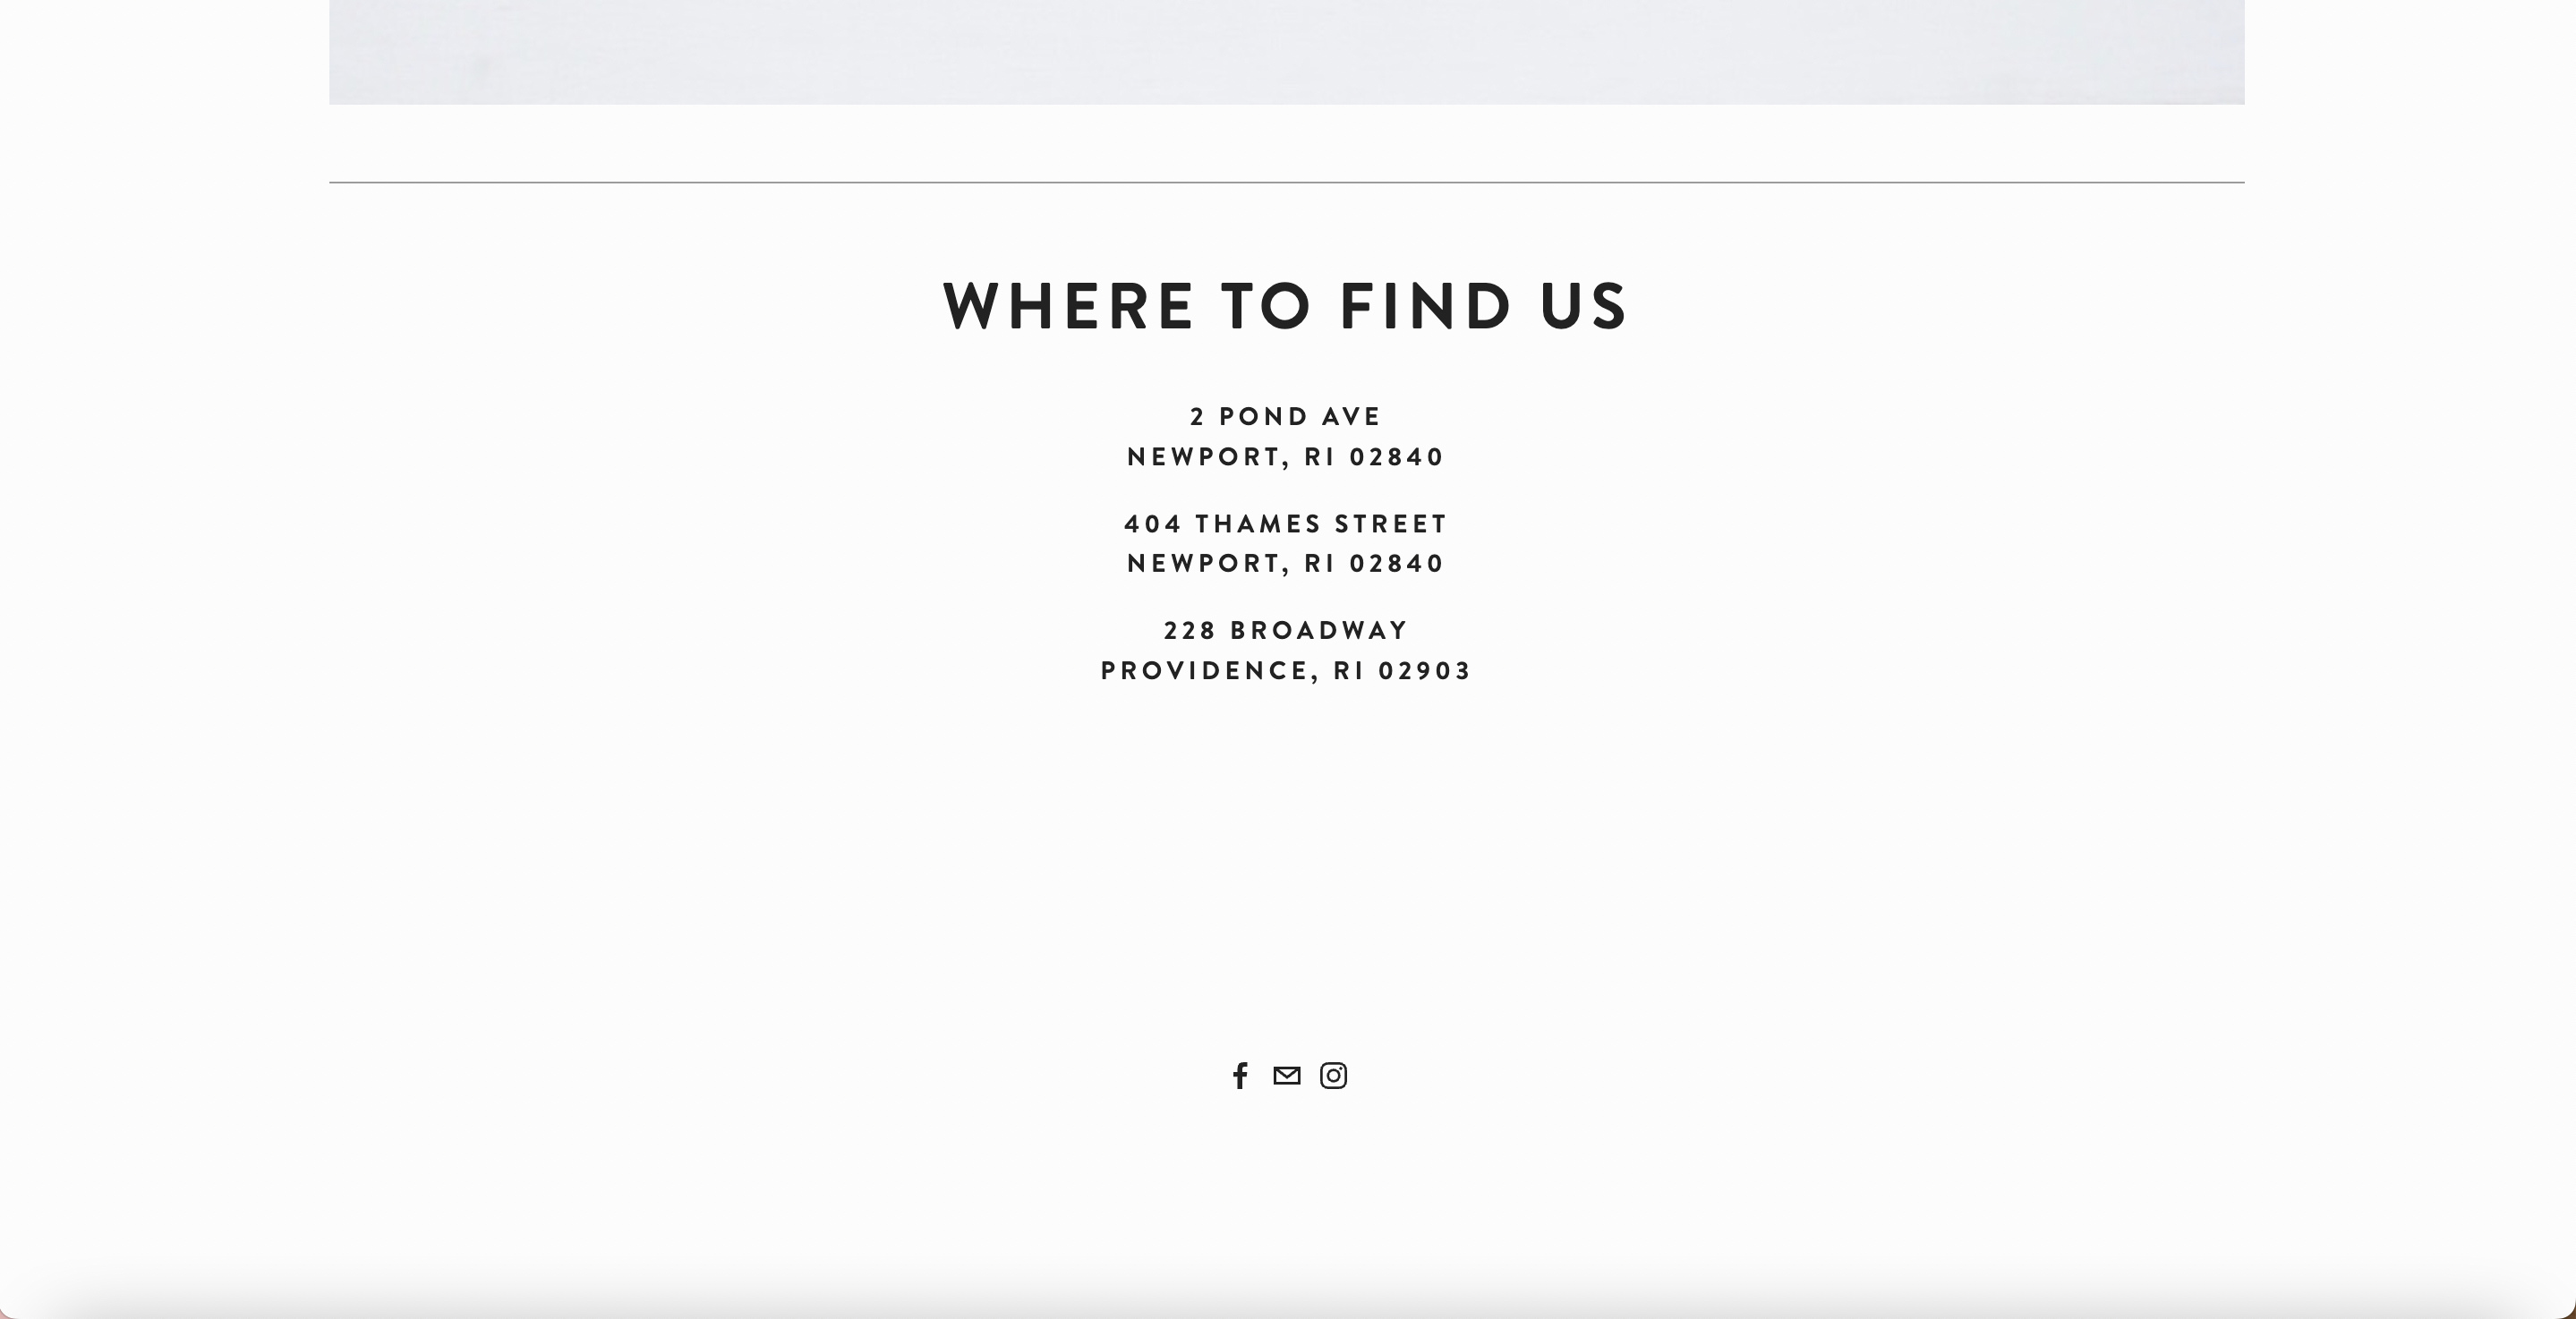 WHERE TO FIND US
2 POND AVE
NEWPORT, RI 02840
404 THAMES STREET
NEWPORT, RI 02840
228 BROADWAY
PROVIDENCE, RI 02903